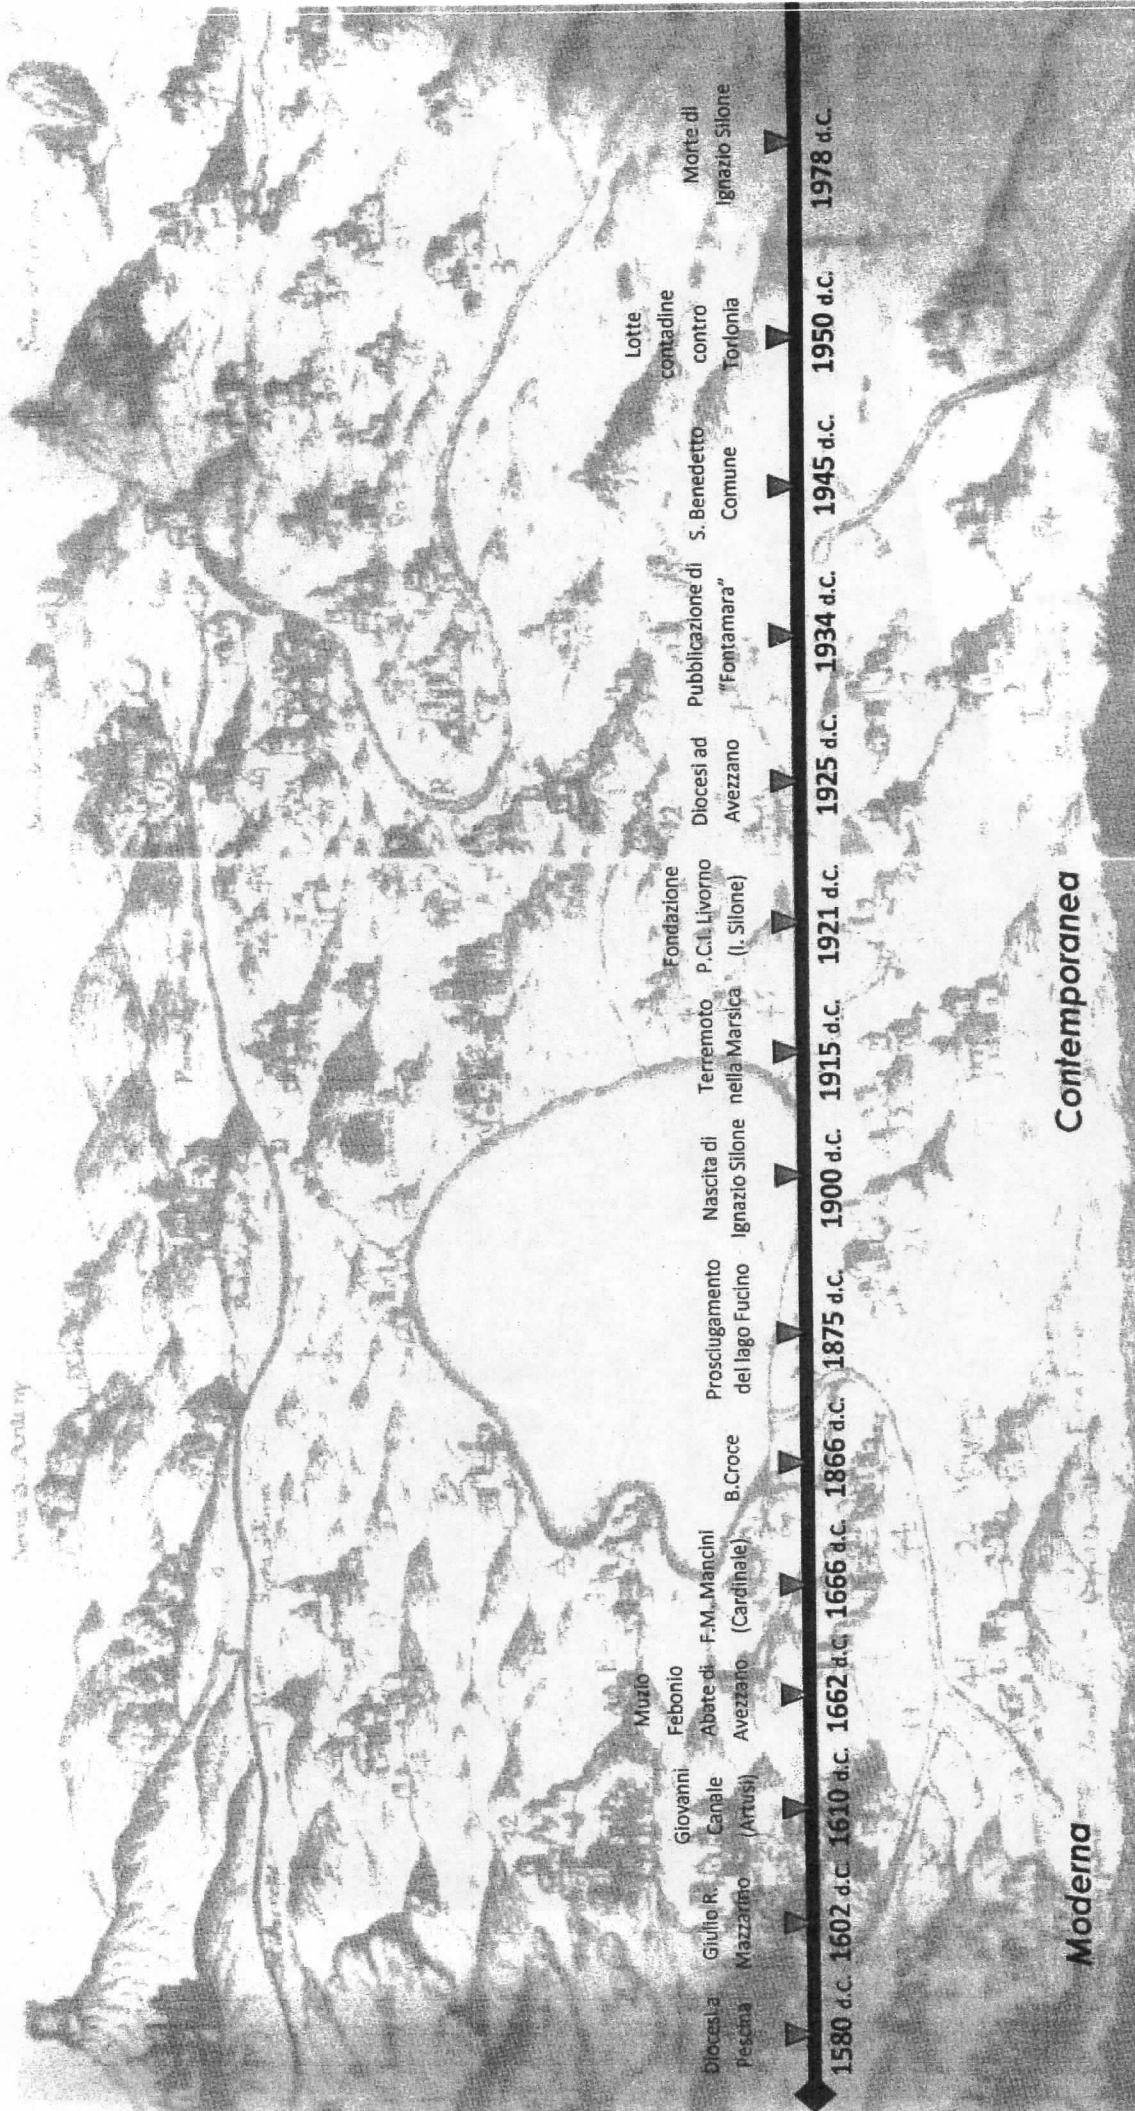 Diocesi a
Pescina
1580 d.C.
Giulio R.
Mazzarino
1602 d.C.
Giovanni
Canale
(Artusi)
1610 d.C.
Muzio
Febonio
Abate di
Avezzano
1662 d.C.
F.M. Mancini
(Cardinale)
1666 d.C.
B.Croce
1866 d.C.
Prosciugamento
del lago Fucino
1875 d.C.
Nascita di
Ignazio Silone
1900 d.C.
Terremoto
nella Marsica
1915 d.C.
Fondazione
P.C.I. Livorno
(I. Silone)
1921 d.C.
Diocesi ad
Avezzano
1925 d.C.
Pubblicazione di
"Fontamara"
1934 d.C.
S. Benedetto
Comune
1945 d.C.
Lotte
contadine
contro
Torlonia
1950 d.C.
Morte di
Ignazio Silone
1978 d.C.
Moderna
Contemporanea